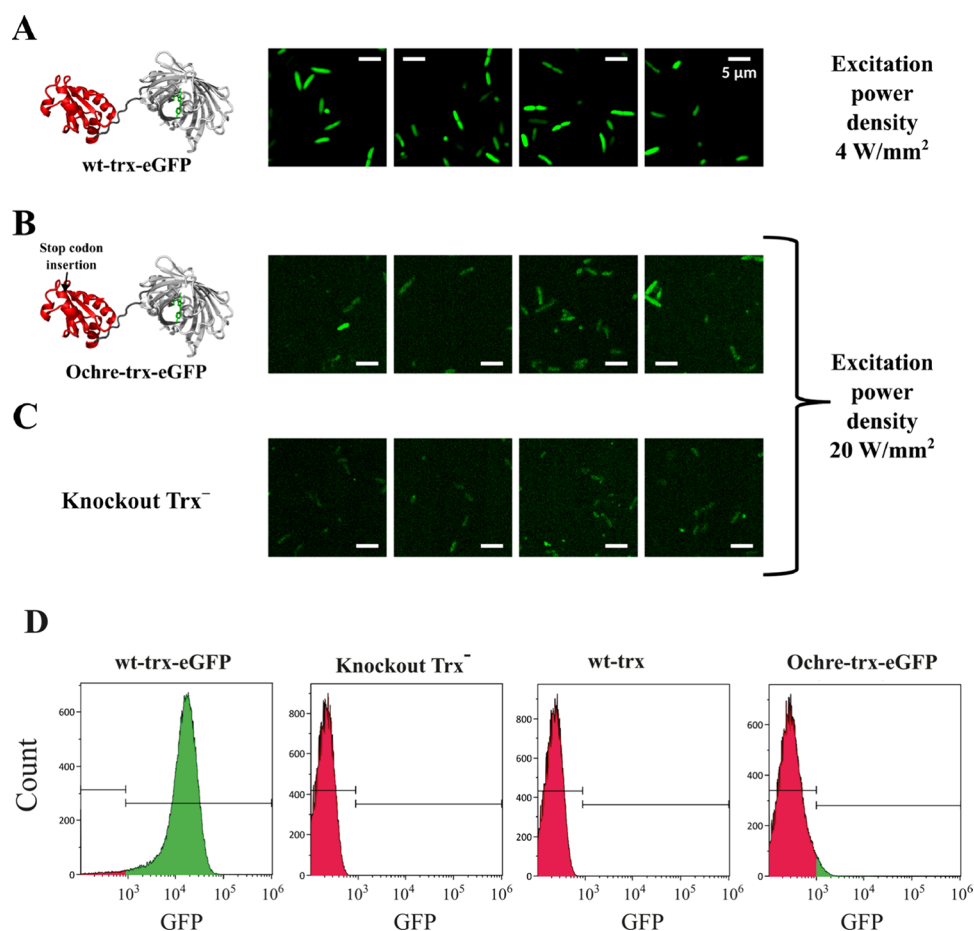 A
wt-trx-eGFP
5 µm
Excitation
power
density
4 W/mm²
B
Stop codon
insertion
Ochre-trx-eGFP
C
Knockout Trx⁻
Excitation
power
density
20 W/mm²
D
wt-trx-eGFP
Knockout Trx⁻
wt-trx
Ochre-trx-eGFP
Count
600
400
200
0
10³
10⁴
10⁵
10⁶
GFP
800
600
400
200
0
10³
10⁴
10⁵
10⁶
GFP
800
600
400
200
0
10³
10⁴
10⁵
10⁶
GFP
600
400
200
0
10³
10⁴
10⁵
10⁶
GFP